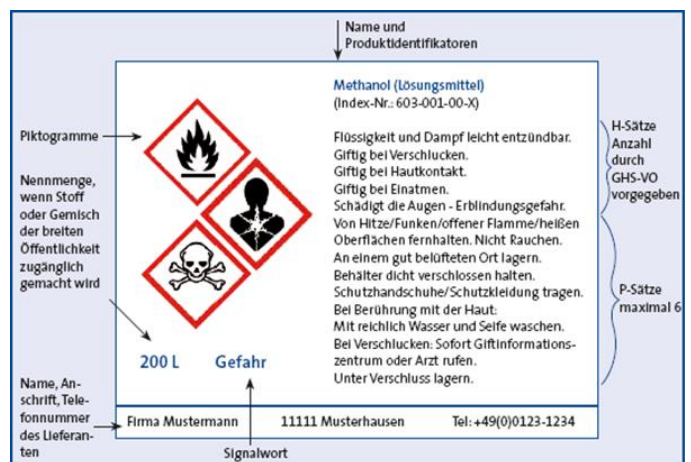 Name und
Produktidentifikatoren
Piktogramme
Nennmenge,
wenn Stoff
oder Gemisch
der breiten
Öffentlichkeit
zugänglich
gemacht wird
Name, An-
schrift, Tele-
fonnummer
des Lieferan-
ten
Methanol (Lösungsmittel)
(Index-Nr.: 603-001-00-X)
Flüssigkeit und Dampf leicht entzündbar.
Giftig bei Verschlucken.
Giftig bei Hautkontakt.
Giftig bei Einatmen.
Schädigt die Augen - Erblindungsgefahr.
Von Hitze/Funken/offener Flamme/heißen
Oberflächen fernhalten. Nicht Rauchen.
An einem gut belüfteten Ort lagern.
Behälter dicht verschlossen halten.
Schutzhandschuhe/Schutzkleidung tragen.
Bei Berührung mit der Haut:
Mit reichlich Wasser und Seife waschen.
Bei Verschlucken: Sofort Giftinformations-
zentrum oder Arzt rufen.
Unter Verschluss lagern.
200 L Gefahr
Firma Mustermann 11111 Musterhausen Tel: +49(0)0123-1234
Signalwort
H-Sätze
Anzahl
durch
GHS-VO
vorgegeben
P-Sätze
maximal 6